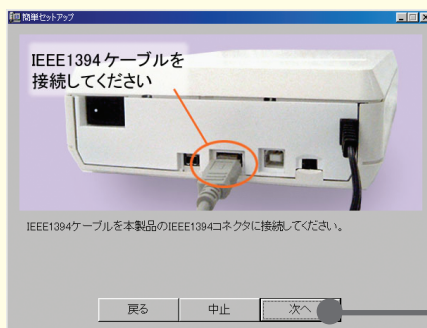 簡単セットアップ
IEEE1394 ケーブルを
接続してください
IEEE1394ケーブルを本製品のIEEE1394コネクタに接続してください。
戻る
中止
次へ